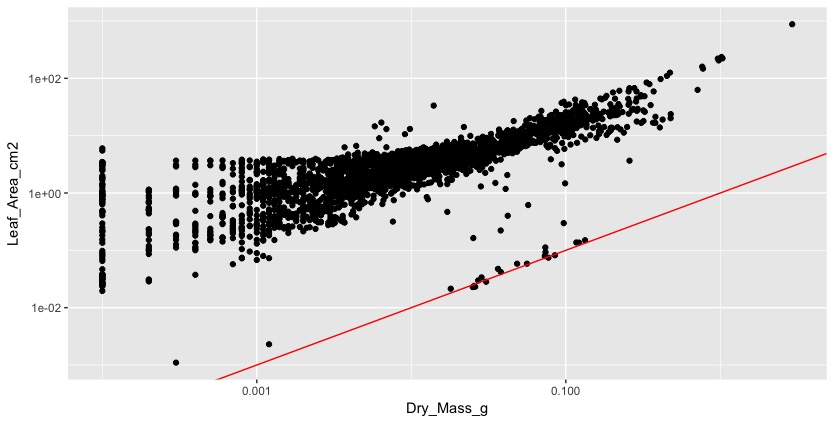 Leaf_Area_cm2
1e+02
1e+00
1e-02
0.001
0.100
Dry_Mass_g